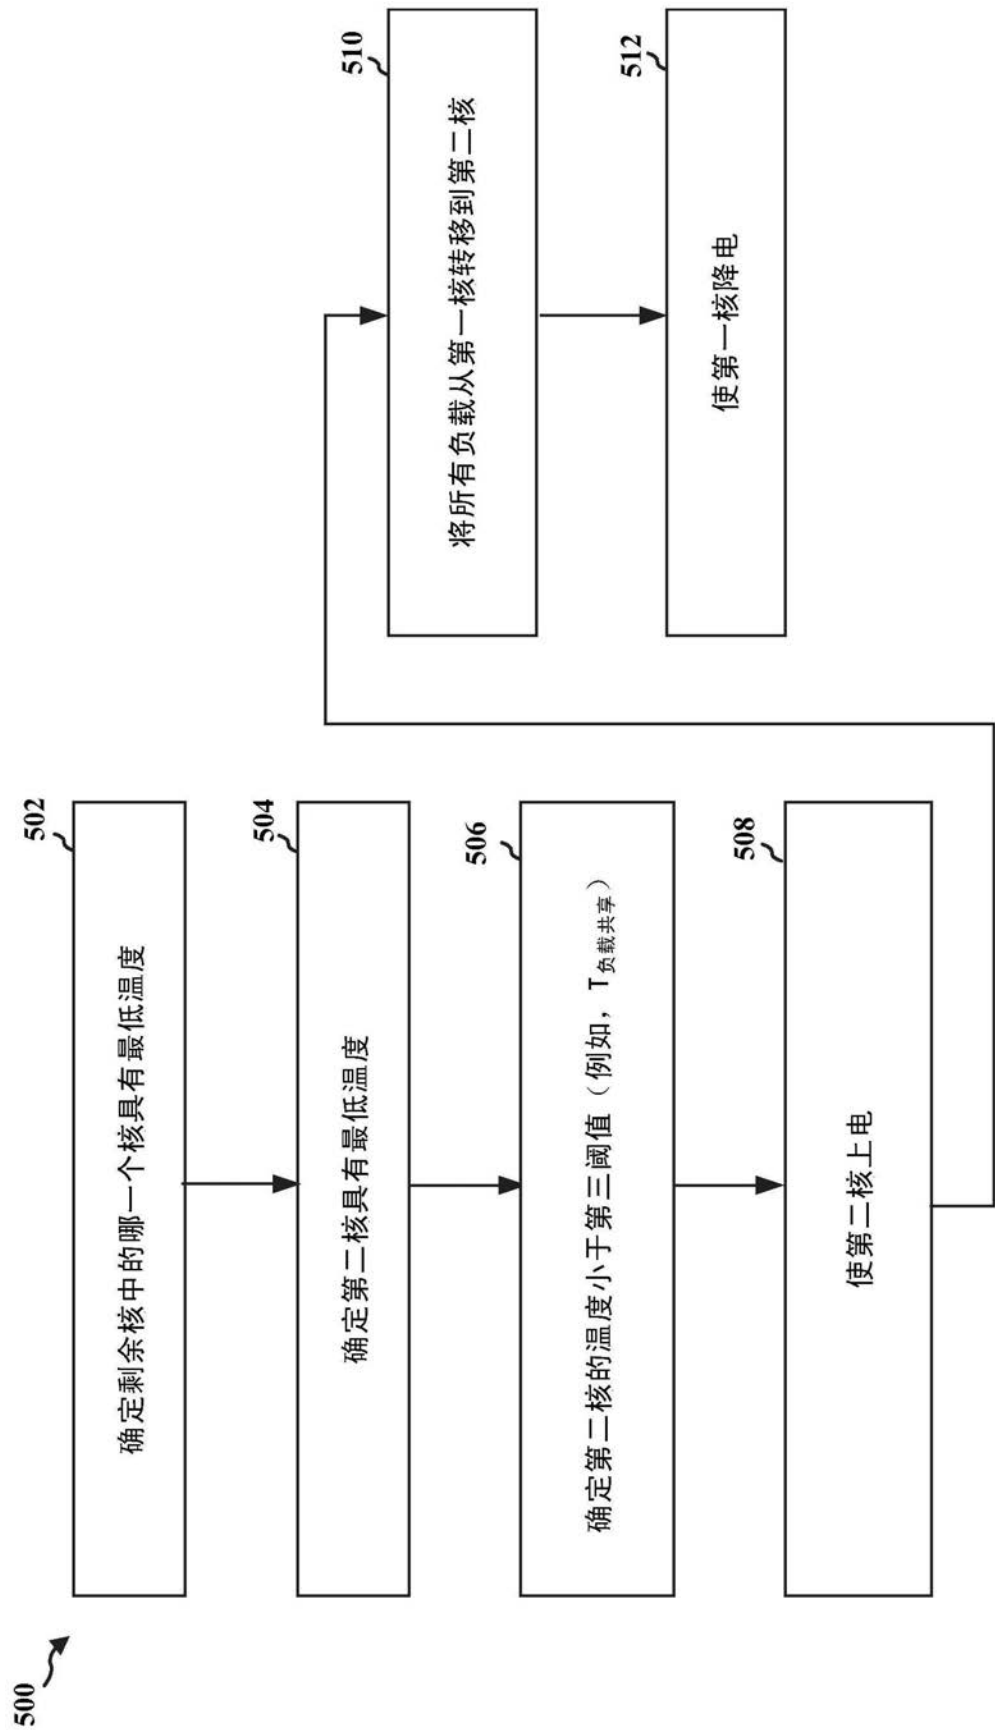 500
502
确定剩余核中的哪一个核具有最低温度
504
确定第二核具有最低温度
506
确定第二核的温度小于第三阈值（例如，T负载共享）
508
使第二核上电
510
将所有负载从第一核转移到第二核
512
使第一核降电